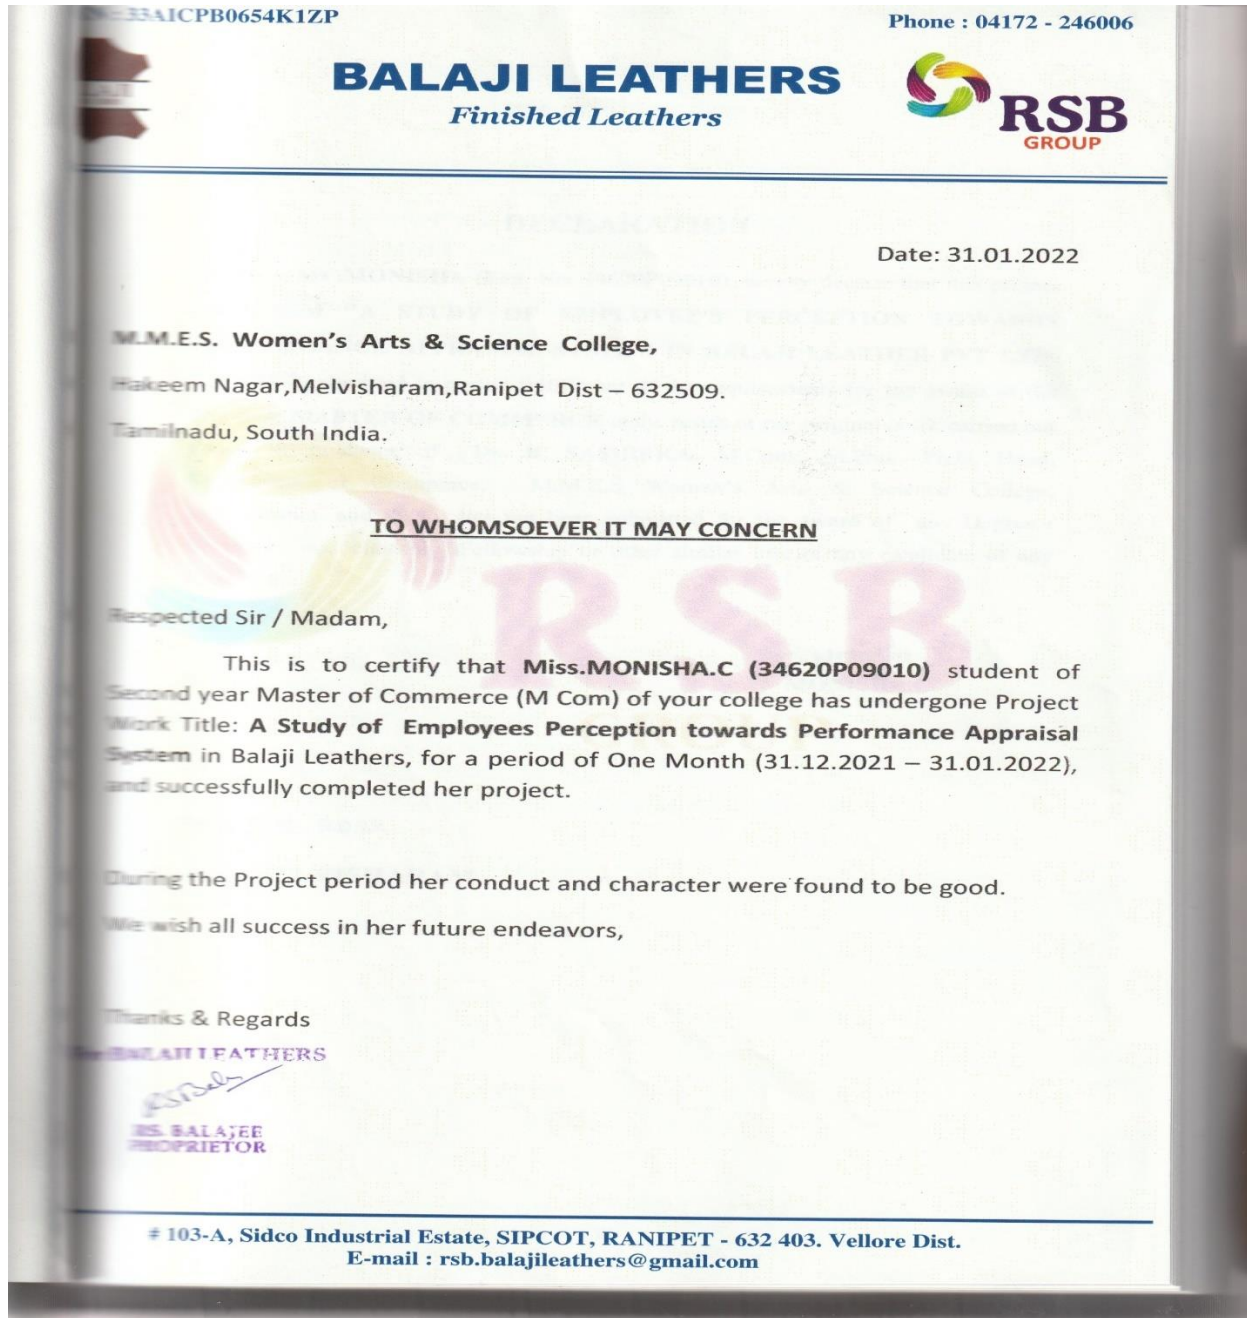 33AICPB0654K1ZP
Phone : 04172 - 246006
BALAJI LEATHERS
Finished Leathers
RSB
GROUP
Date: 31.01.2022
M.M.E.S. Women's Arts & Science College,
Hakeem Nagar,Melvisharam,Ranipet Dist – 632509.
Tamilnadu, South India.
TO WHOMSOEVER IT MAY CONCERN
RSB
Respected Sir / Madam,
This is to certify that Miss.MONISHA.C (34620P09010) student of
Second year Master of Commerce (M Com) of your college has undergone Project
Work Title: A Study of Employees Perception towards Performance Appraisal
System in Balaji Leathers, for a period of One Month (31.12.2021 – 31.01.2022),
and successfully completed her project.
During the Project period her conduct and character were found to be good.
We wish all success in her future endeavors,
Thanks & Regards
BALAJI LEATHERS
RS. BALAJEE
PROPRIETOR
# 103-A, Sidco Industrial Estate, SIPCOT, RANIPET - 632 403. Vellore Dist.
E-mail : rsb.balajileathers@gmail.com